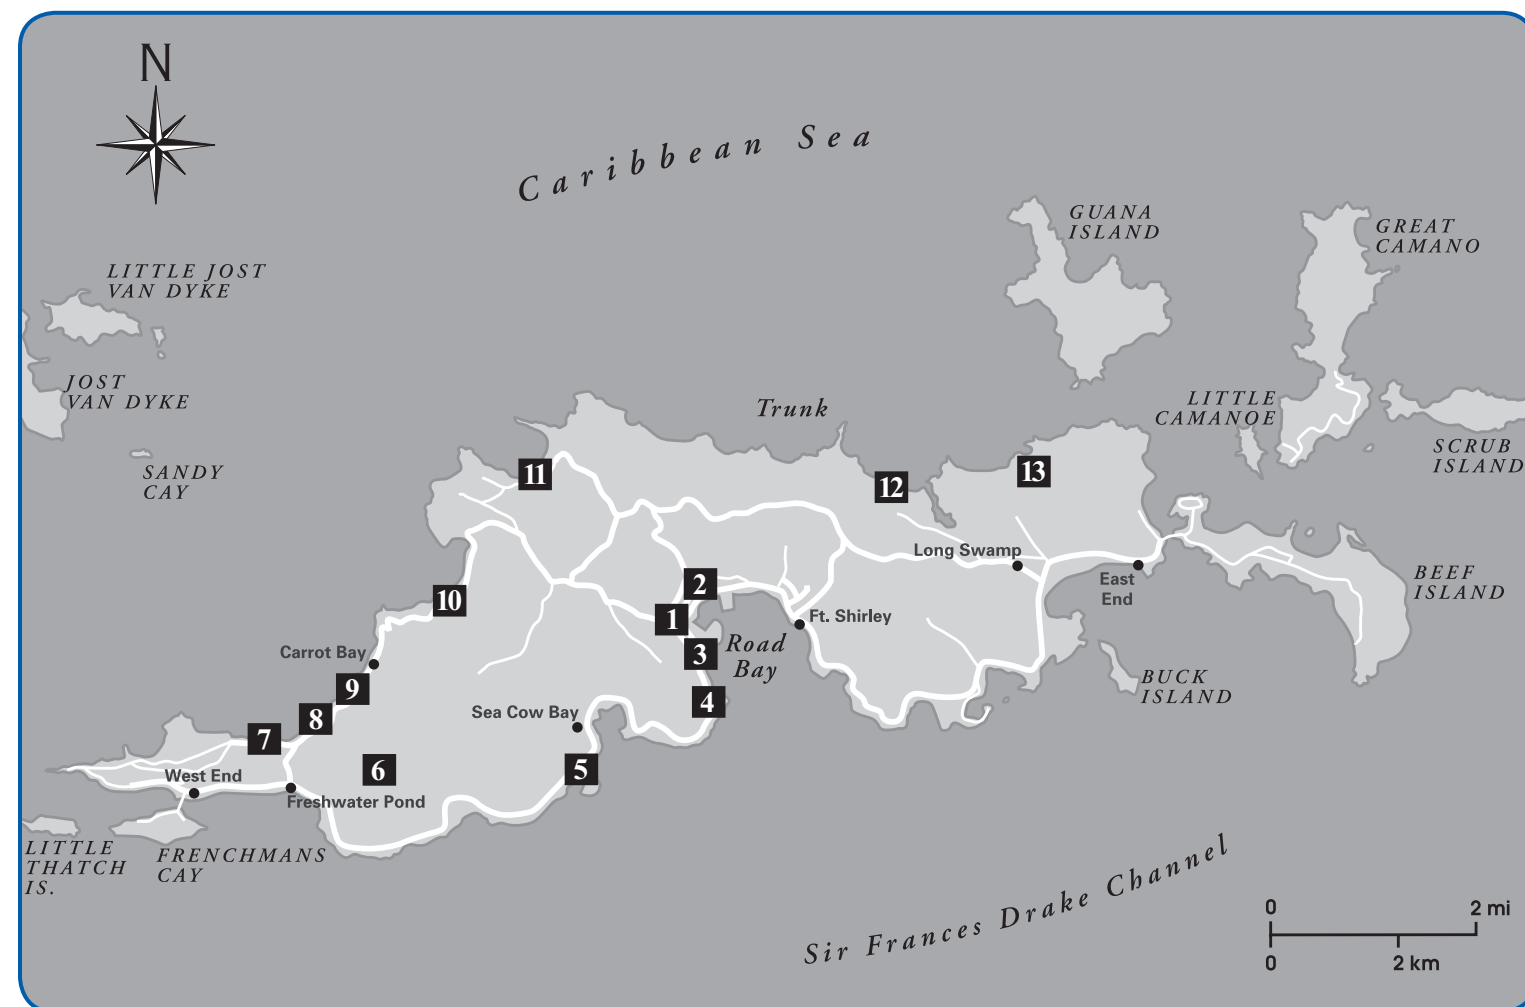 N
Caribbean Sea
GUANA
ISLAND
GREAT
CAMANO
LITTLE JOST
VAN DYKE
JOST
VAN DYKE
SANDY
CAY
Trunk
LITTLE
CAMANOE
SCRUB
ISLAND
11
12
13
Long Swamp
East
End
BEEF
ISLAND
10
2
1
Ft. Shirley
3
Road
Bay
Carrot Bay
9
4
BUCK
ISLAND
8
Sea Cow Bay
7
6
5
West End
Freshwater Pond
LITTLE
THATCH
IS.
FRENCHMANS
CAY
Sir Frances Drake Channel
0
2 mi
0
2 km